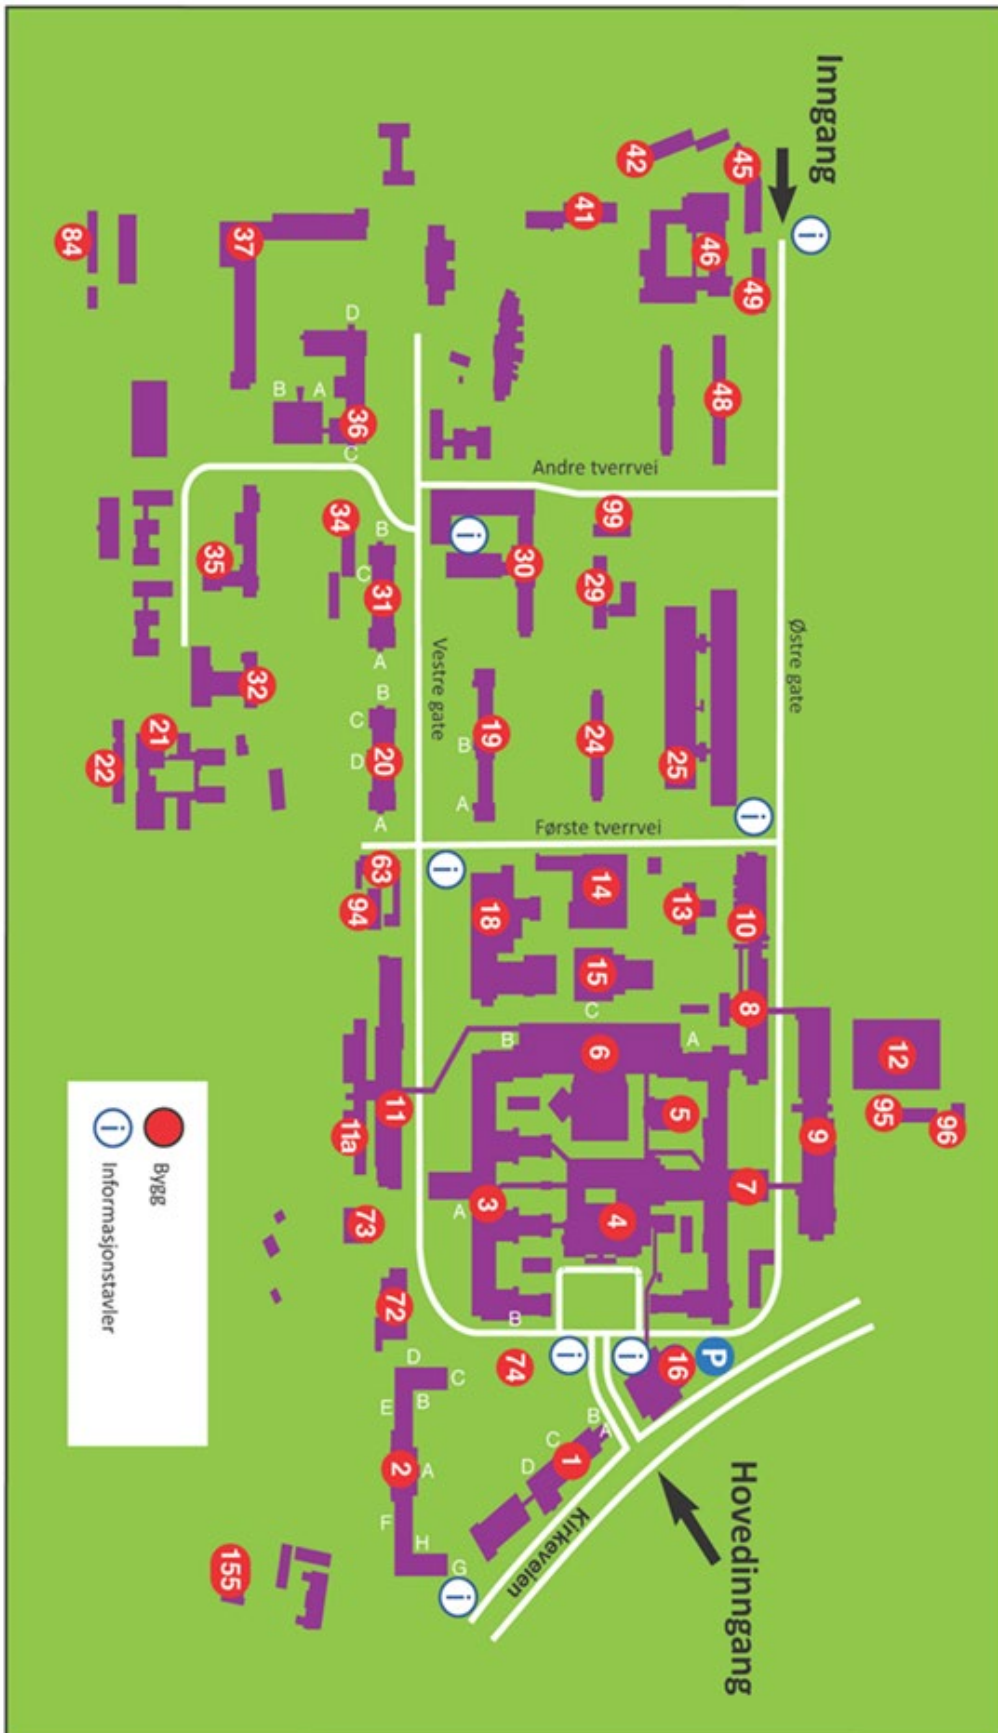 96
12
95
Inngang
i
9
Østre gate
45
49
i
10
8
7
Hovedinngang
46
48
P
A
25
13
5
16
42
i
99
4
41
29
24
14
15
C
6
A
B
Andre tverrvei
Første tverrvei
i
1
C
Kirkeveien
30
D
B
B
74
i
19
18
3
B
A
A
i
Vestre gate
i
C
G
B
A
H
D
2
31
20
11
72
B
A
B
A
E
F
C
C
D
63
D
A
36
C
34
94
11a
73
B
37
32
35
155
21
Bygg
22
Informasjonstavler
i
84